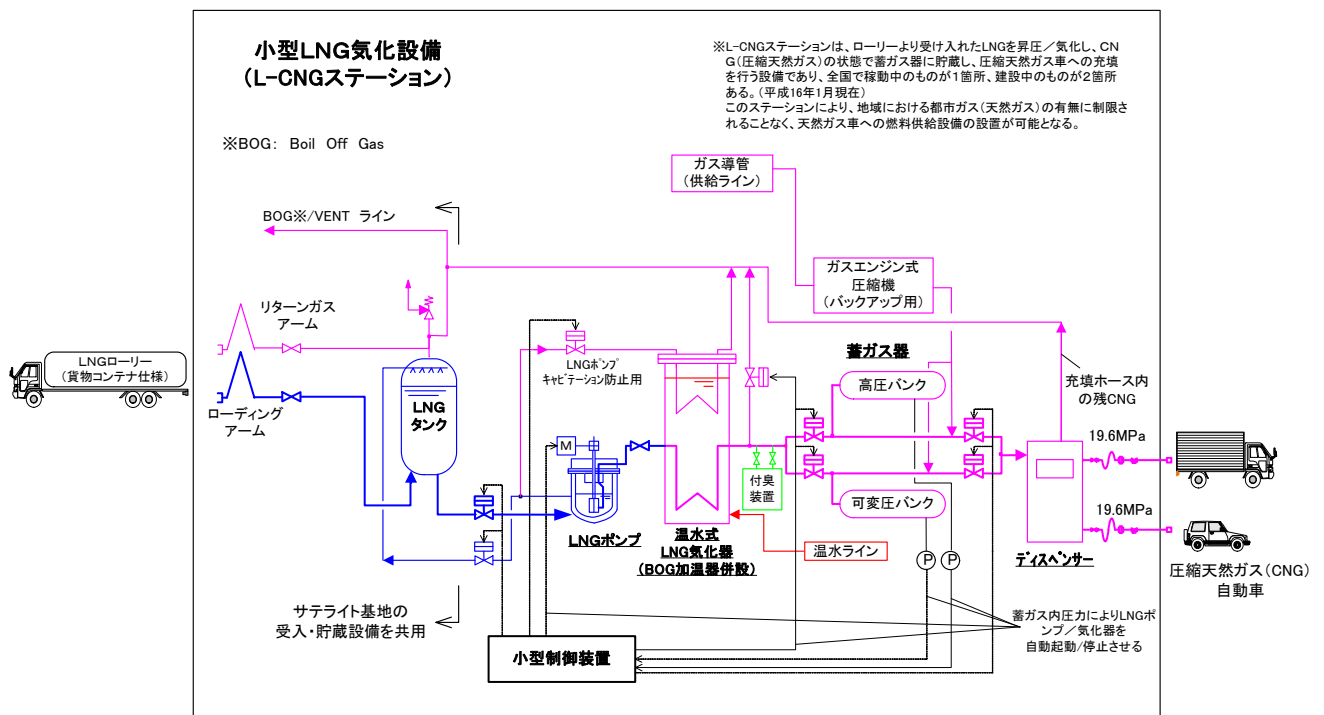 小型LNG気化設備
（L-CNGステーション）
※L-CNGステーションは、ローリーより受け入れたLNGを昇圧／気化し、CN
G（圧縮天然ガス）の状態で蓄ガス器に貯蔵し、圧縮天然ガス車への充填
を行う設備であり、全国で稼動中のものが1箇所、建設中のものが2箇所
ある。（平成16年1月現在）
このステーションにより、地域における都市ガス（天然ガス）の有無に制限さ
れることなく、天然ガス車への燃料供給設備の設置が可能となる。
※BOG: Boil Off Gas
ガス導管
（供給ライン）
BOG※/VENT ライン
ガスエンジン式
圧縮機
（バックアップ用）
リターンガス
アーム
LNGローリー
（貨物コンテナ仕様）
ローディング
アーム
LNG
タンク
LNGポンプ
キャビテーション防止用
蓄ガス器
高圧バンク
充填ホース内
の残CNG
19.6MPa
M
付臭
装置
可変圧バンク
19.6MPa
LNGポンプ
温水式
LNG気化器
（BOG加温器併設）
温水ライン
P
P
ディスペンサー
圧縮天然ガス（CNG）
自動車
サテライト基地の
受入・貯蔵設備を共用
蓄ガス内圧力によりLNGポ
ンプ／気化器を
自動起動/停止させる
小型制御装置